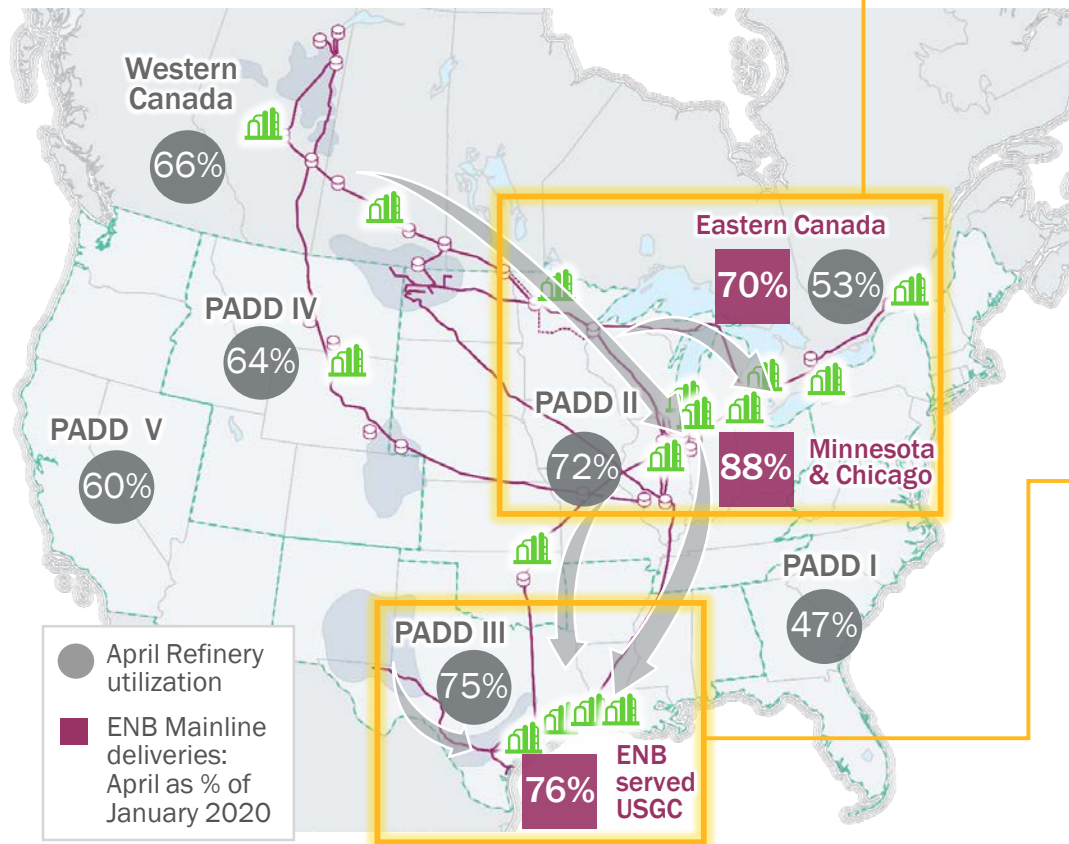 Western
Canada
66%
Eastern Canada
70%
53%
PADD IV
64%
PADD II
72%
88%
Minnesota
& Chicago
PADD V
60%
PADD I
47%
PADD III
75%
76%
ENB
served
USGC
April Refinery
utilization
ENB Mainline
deliveries:
April as % of
January 2020